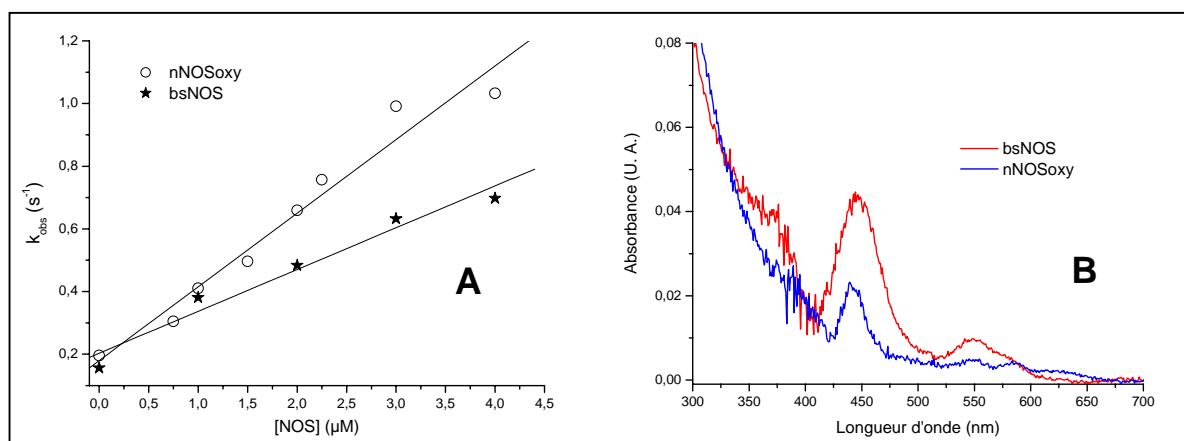 1,2
1,0
0,8
0,6
0,4
0,2
k obs (s-1)
nNOSoxy
bsNOS
A
0,0 0,5 1,0 1,5 2,0 2,5 3,0 3,5 4,0 4,5
[NOS] (µM)
0,08
0,06
0,04
0,02
0,00
Absorbance (U. A.)
bsNOS
nNOSoxy
B
300 350 400 450 500 550 600 650 700
Longueur d'onde (nm)